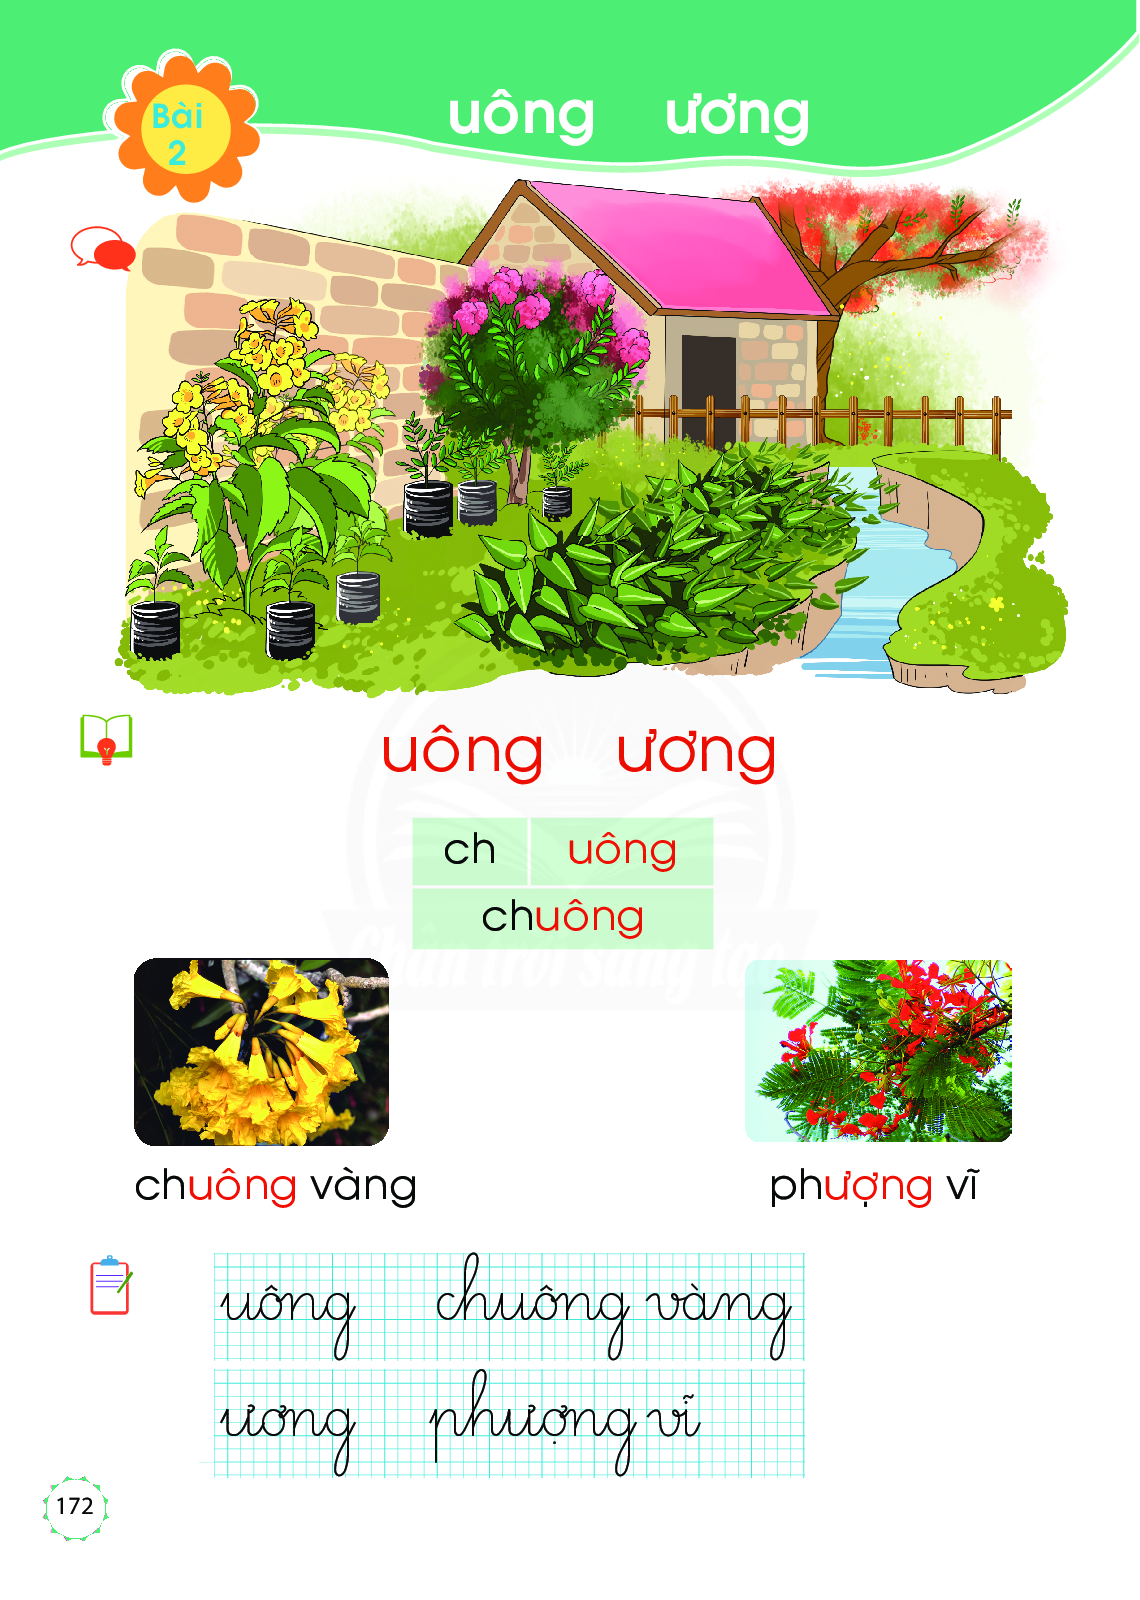 Bài
2
uông ương
uông ương
ch uông
chuông
chuông vàng phượng vĩ
uông chuông vàng
ương phượng vĩ
172